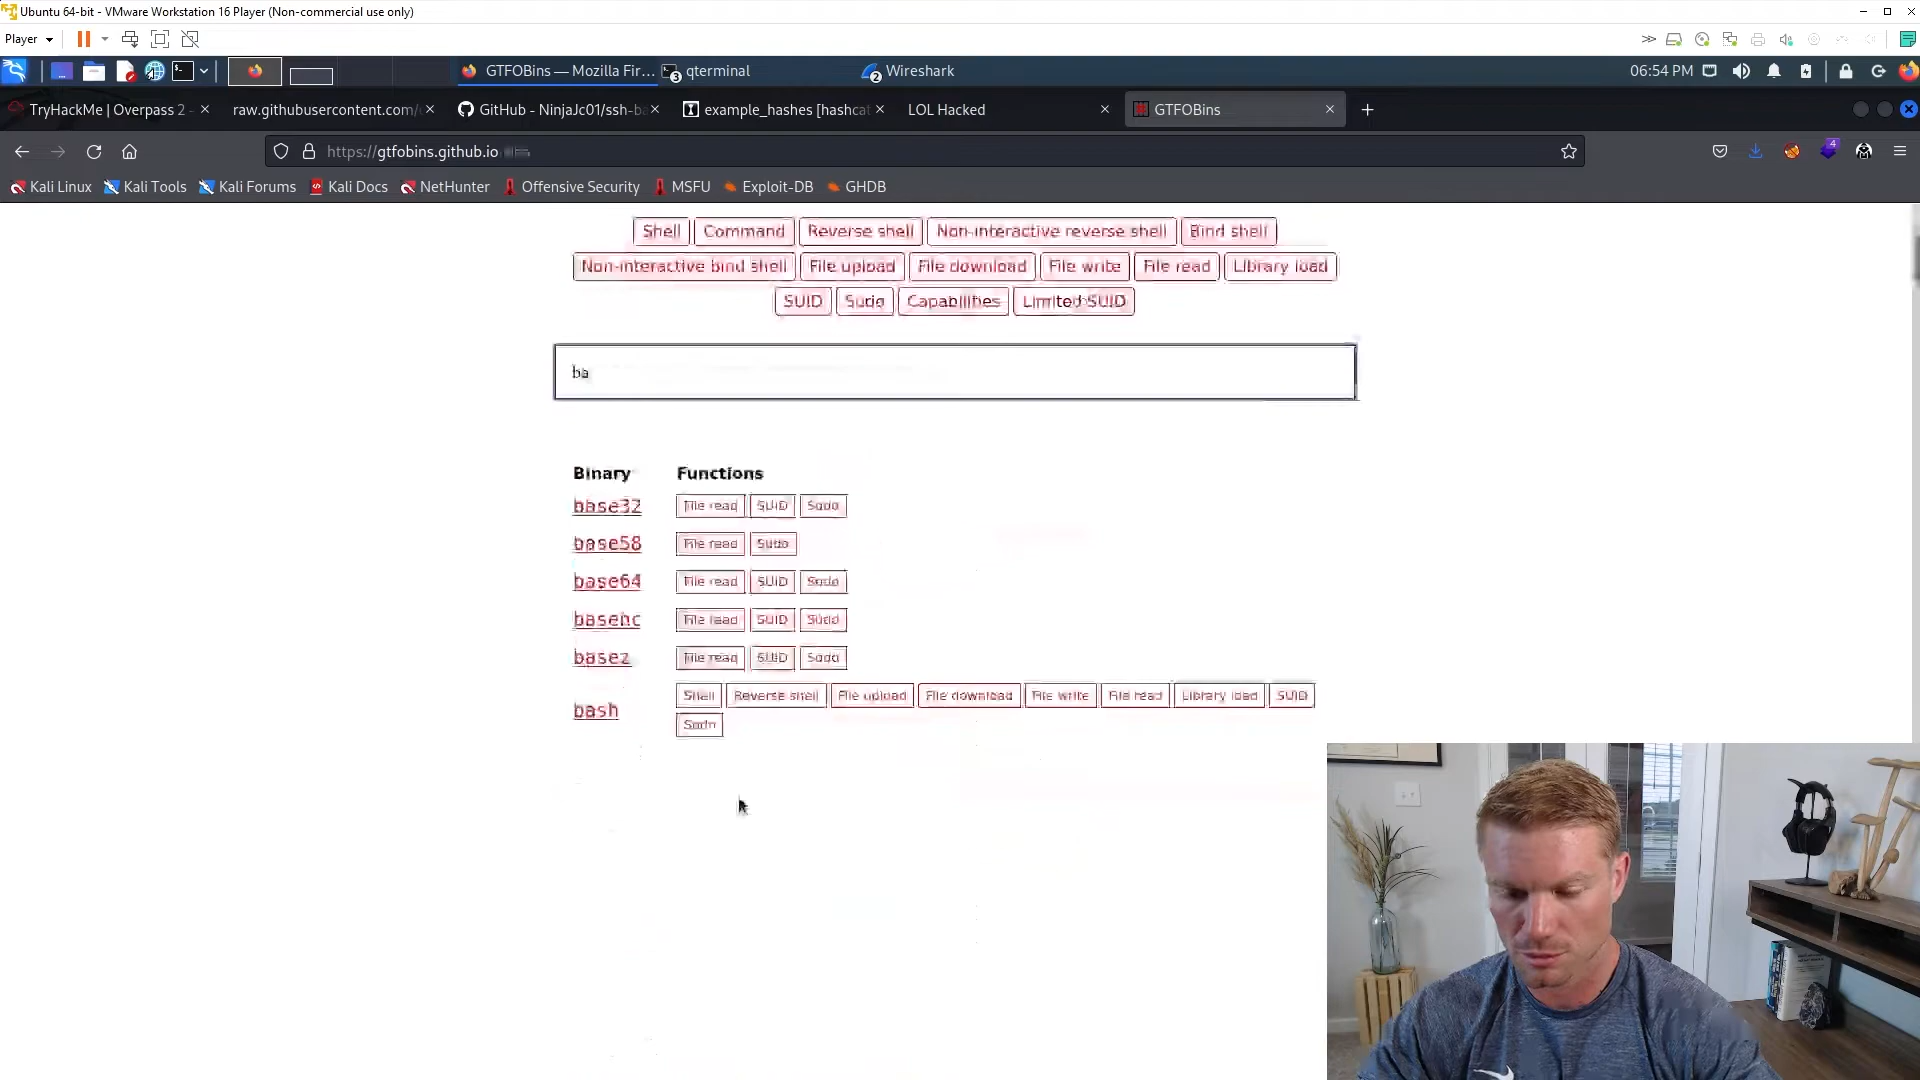 Ubuntu 64-bit - VMware Workstation 16 Player (Non-commercial use only)
Player
GTFOBins — Mozilla Fir...
3 qterminal
2 Wireshark
06:54 PM
TryHackMe | Overpass 2 -
raw.githubusercontent.com/
GitHub - NinjaJc01/ssh-ba
example_hashes [hashcat
LOL Hacked
GTFOBins
https://gtfobins.github.io
4
Kali Linux Kali Tools Kali Forums Kali Docs NetHunter Offensive Security MSFU Exploit-DB GHDB
Shell Command Reverse shell Non-interactive reverse shell Bind shell
Non-interactive bind shell File upload File download File write File read Library load
SUID Sudo Capabilities Limited SUID
ba
Binary Functions
base32 File read SUID Sudo
base58 File read Sudo
base64 File read SUID Sudo
basenc File read SUID Sudo
basez File read SUID Sudo
bash Shell Reverse shell File upload File download File write File read Library load SUID
Sudo